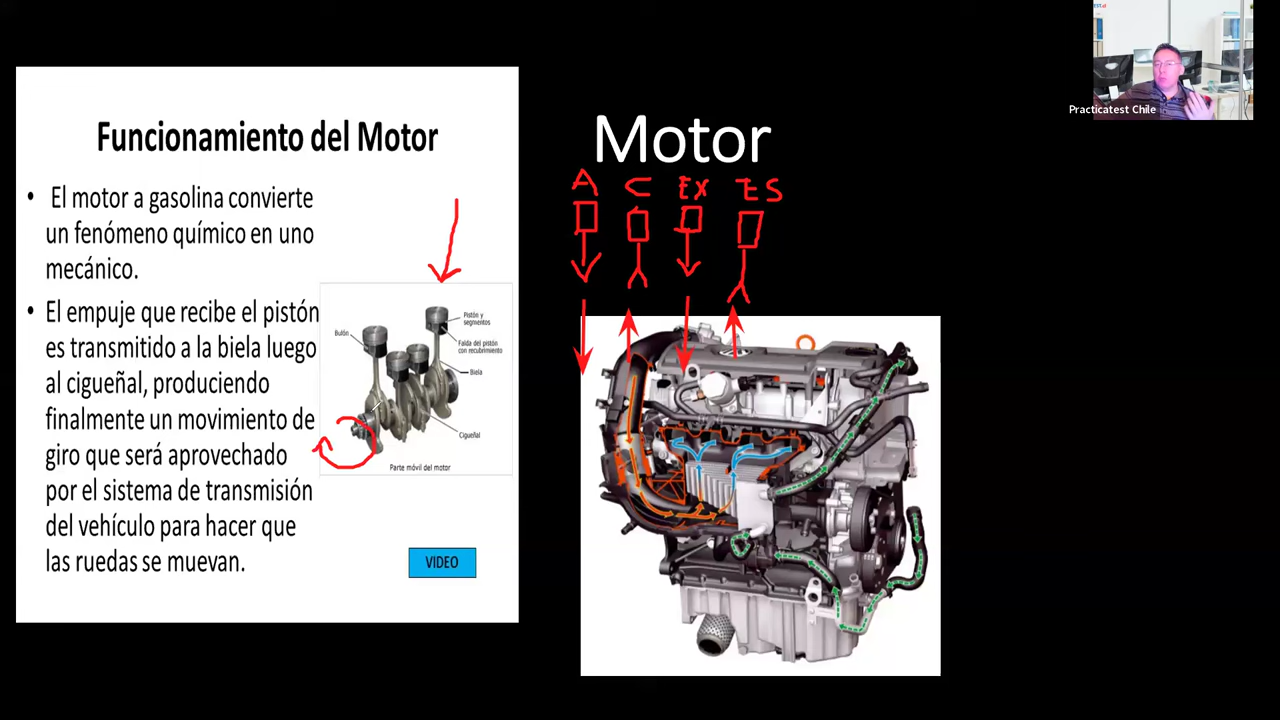 Practicatest Chile
Funcionamiento del Motor
• El motor a gasolina convierte
un fenómeno químico en uno
mecánico.
• El empuje que recibe el pistón
es transmitido a la biela luego
al cigueñal, produciendo
finalmente un movimiento de
giro que será aprovechado
por el sistema de transmisión
del vehículo para hacer que
las ruedas se muevan.
Pistón y
segmentos
Bulón
Falda del pistón
con recubrimiento
Biela
Cigueñal
Parte móvil del motor
VIDEO
Motor
A C EX ES